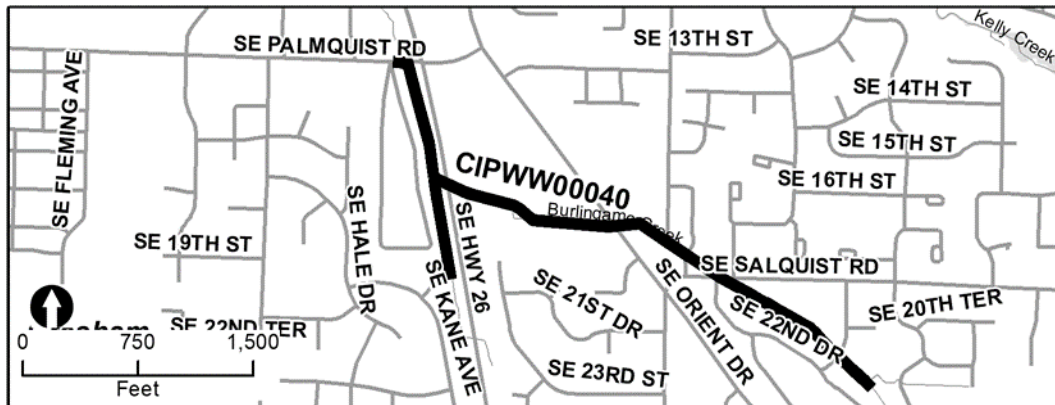 Kelly Creek
SE PALMQUIST RD
SE 13TH ST
SE FLEMING AVE
SE 14TH ST
SE 15TH ST
CIPWW00040
SE 16TH ST
Burlingame Creek
SE HALE DR
SE HWY 26
SE 19TH ST
SE KANE AVE
SE ORIENT DR
SE SALQUIST RD
SE 21ST DR
SE 22ND DR
SE 20TH TER
SE 22ND TER
0 750 1,500
Feet
SE 23RD ST